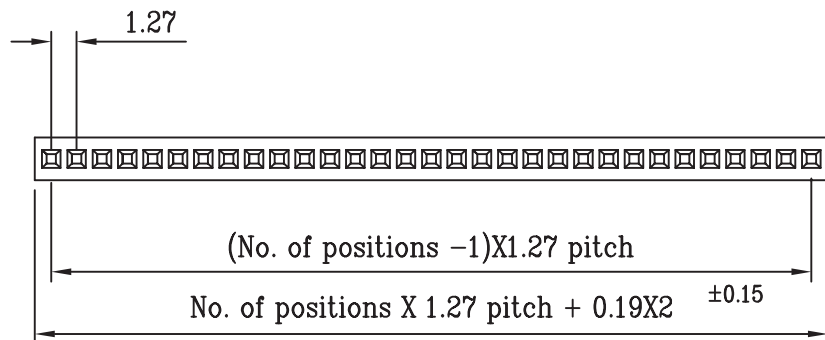 1.27
(No. of positions −1)X1.27 pitch
No. of positions X 1.27 pitch + 0.19X2 ±0.15